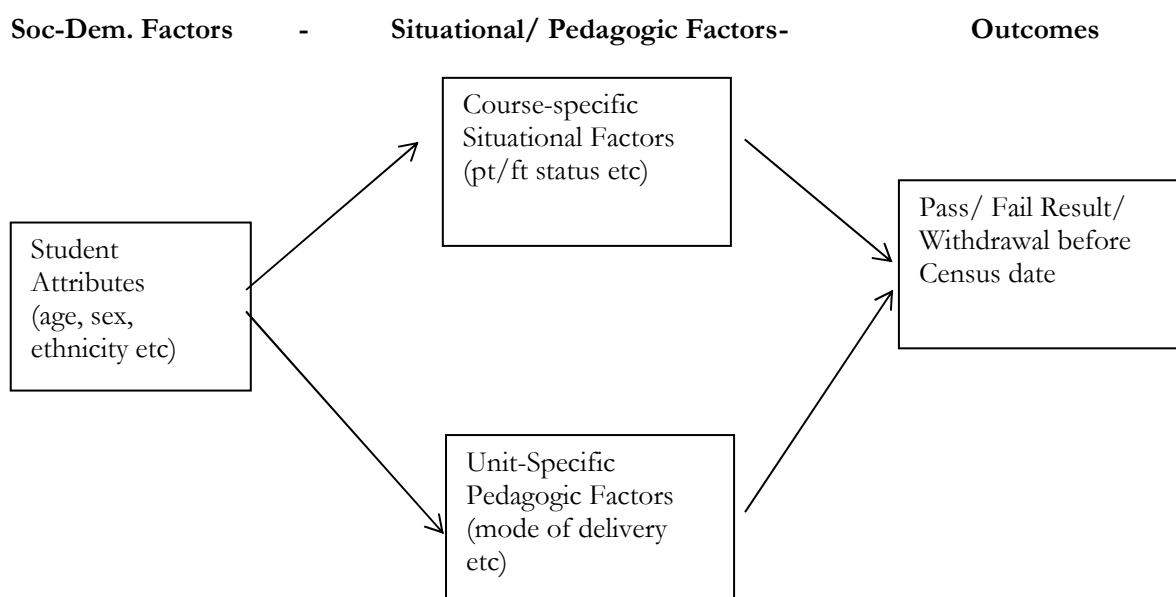 Soc-Dem. Factors - Situational/ Pedagogic Factors- Outcomes
Course-specific
Situational Factors
(pt/ft status etc)
Student
Attributes
(age, sex,
ethnicity etc)
Pass/ Fail Result/
Withdrawal before
Census date
Unit-Specific
Pedagogic Factors
(mode of delivery
etc)